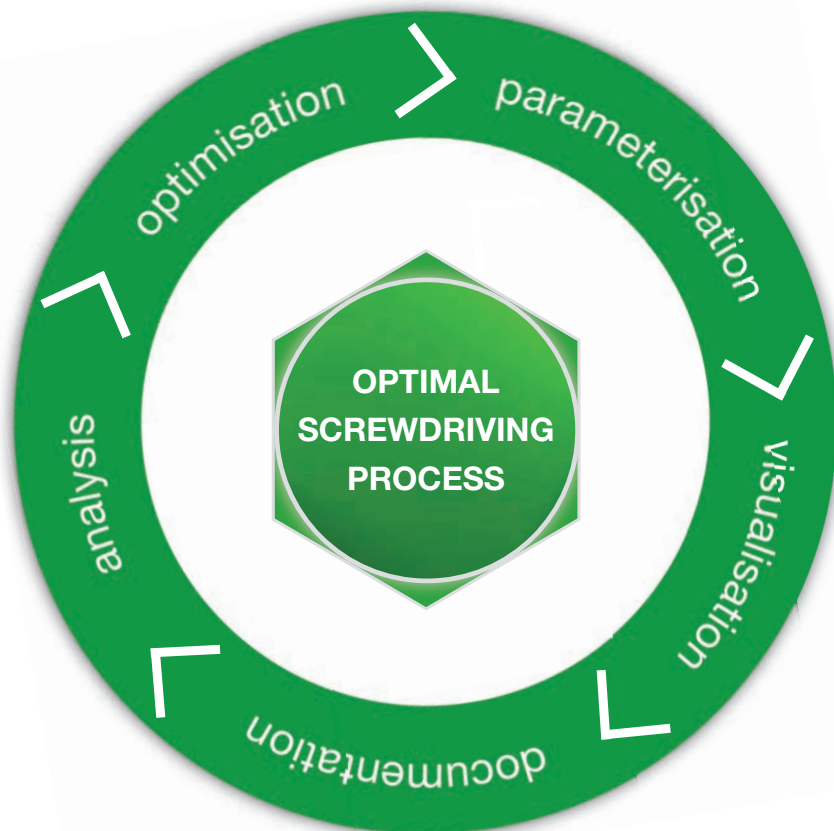 optimisation
parameterisation
visualisation
documentation
analysis
OPTIMAL
SCREWDRIVING
PROCESS